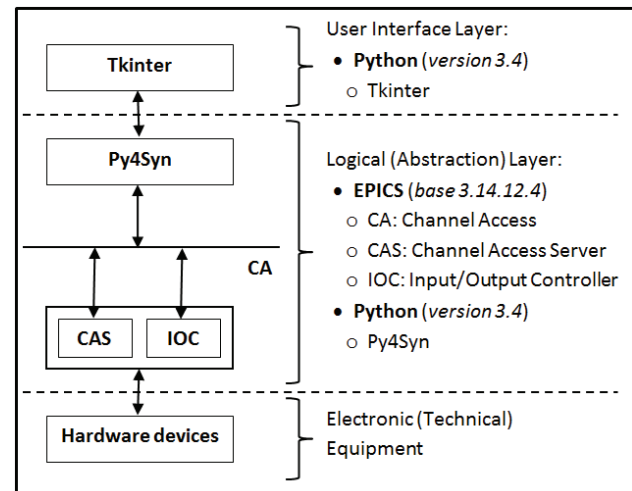 Tkinter
User Interface Layer:
• Python (version 3.4)
○ Tkinter
Py4Syn
CA
CAS
IOC
Logical (Abstraction) Layer:
• EPICS (base 3.14.12.4)
○ CA: Channel Access
○ CAS: Channel Access Server
○ IOC: Input/Output Controller
• Python (version 3.4)
○ Py4Syn
Hardware devices
Electronic (Technical)
Equipment